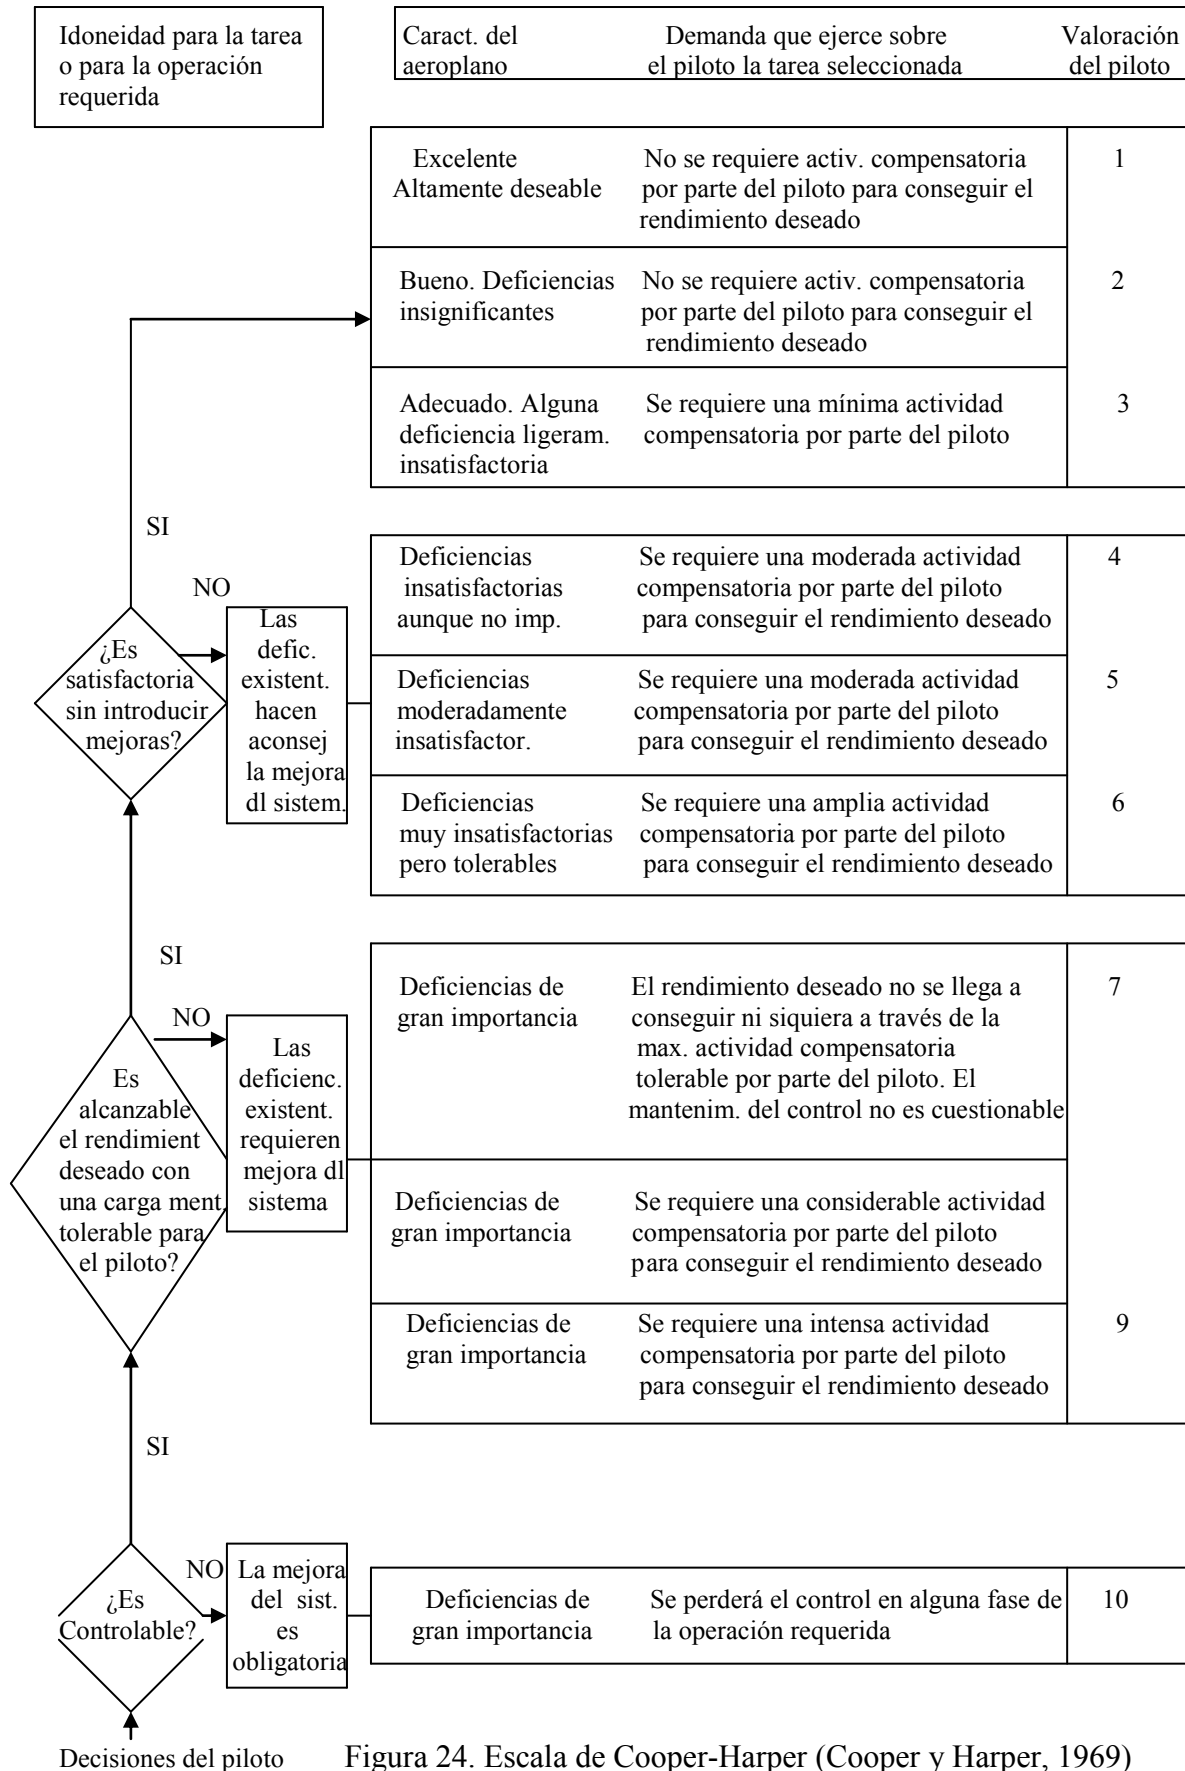 Idoneidad para la tarea
o para la operación
requerida
Caract. del Demanda que ejerce sobre Valoración
aeroplano el piloto la tarea seleccionada del piloto
Excelente No se requiere activ. compensatoria 1
Altamente deseable por parte del piloto para conseguir el
rendimiento deseado
Bueno. Deficiencias No se requiere activ. compensatoria 2
insignificantes por parte del piloto para conseguir el
rendimiento deseado
Adecuado. Alguna Se requiere una mínima actividad 3
deficiencia ligeram. compensatoria por parte del piloto
insatisfactoria
SI
NO
¿Es
satisfactoria
sin introducir
mejoras?
Las
defic.
existent.
hacen
aconsej
la mejora
dl sistem.
Deficiencias Se requiere una moderada actividad 4
insatisfactorias compensatoria por parte del piloto
aunque no imp. para conseguir el rendimiento deseado
Deficiencias Se requiere una moderada actividad 5
moderadamente compensatoria por parte del piloto
insatisfactor. para conseguir el rendimiento deseado
Deficiencias Se requiere una amplia actividad 6
muy insatisfactorias compensatoria por parte del piloto
pero tolerables para conseguir el rendimiento deseado
SI
NO
Es
alcanzable
el rendimient
deseado con
una carga ment.
tolerable para
el piloto?
Las
deficienc.
existent.
requieren
mejora dl
sistema
Deficiencias de El rendimiento deseado no se llega a 7
gran importancia conseguir ni siquiera a través de la
max. actividad compensatoria
tolerable por parte del piloto. El
mantenim. del control no es cuestionable
Deficiencias de Se requiere una considerable actividad
gran importancia compensatoria por parte del piloto
para conseguir el rendimiento deseado
Deficiencias de Se requiere una intensa actividad 9
gran importancia compensatoria por parte del piloto
para conseguir el rendimiento deseado
SI
NO
¿Es
Controlable?
La mejora
del sist.
es
obligatoria
Deficiencias de Se perderá el control en alguna fase de 10
gran importancia la operación requerida
Decisiones del piloto
Figura 24. Escala de Cooper-Harper (Cooper y Harper, 1969)